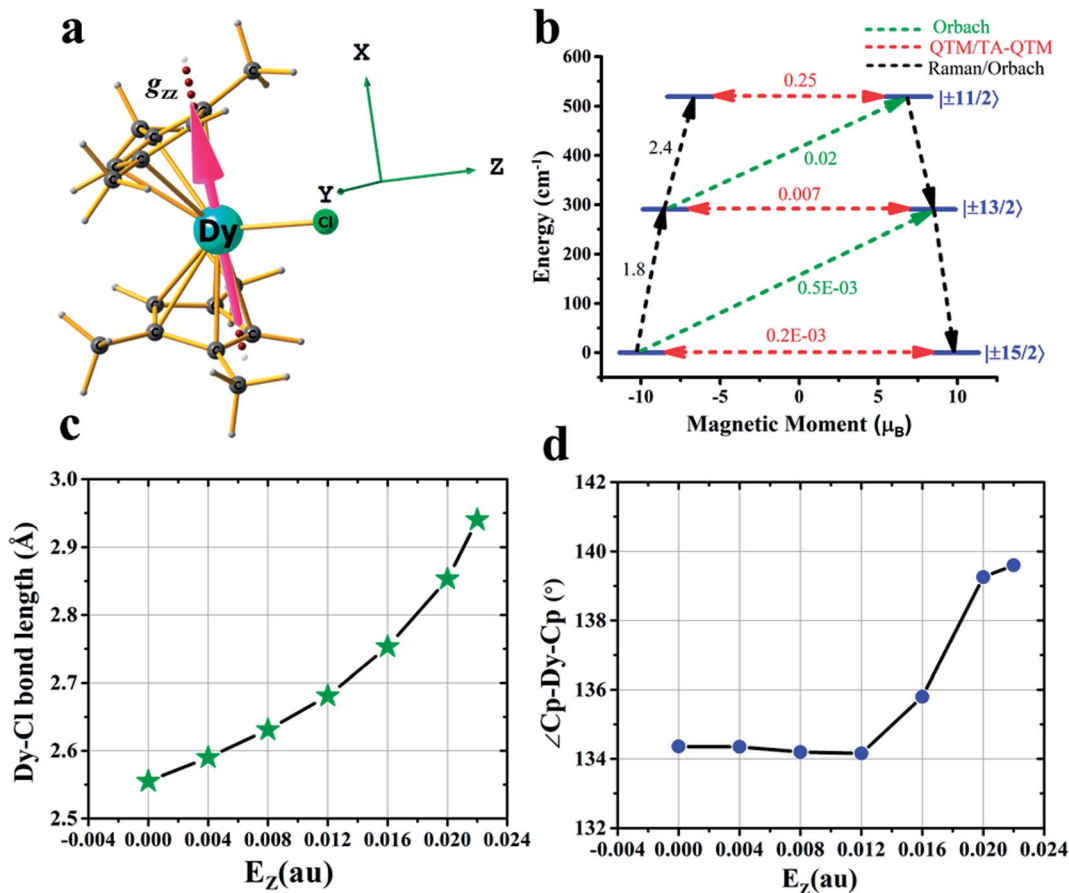 a
g_zz
X
Z
Y
Dy
Cl
b
Orbach
QTM/TA-QTM
Raman/Orbach
600
500
400
300
200
100
0
Energy (cm⁻¹)
0.25
|±11/2⟩
2.4
0.02
0.007
|±13/2⟩
1.8
0.5E-03
0.2E-03
|±15/2⟩
-10 -5 0 5 10
Magnetic Moment (μ_B)
c
3.0
2.9
2.8
2.7
2.6
2.5
Dy-Cl bond length (Å)
-0.004 0.000 0.004 0.008 0.012 0.016 0.020 0.024
E_Z(au)
d
142
140
138
136
134
132
∠Cp-Dy-Cp (°)
-0.004 0.000 0.004 0.008 0.012 0.016 0.020 0.024
E_Z(au)